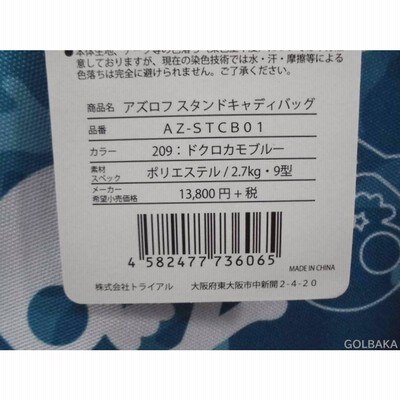 意しておりますが、現在の染色技術では水・汗・摩擦等による
色落ちは完全に避けられません。ご了承ください。
商品名 アズロフ スタンドキャディバッグ
品番 AZ-STCB01
カラー 209：ドクロカモブルー
素材 スペック ポリエステル/2.7kg・9型
メーカー 希望小売価格 13,800円＋税
4 582477 736065
MADE IN CHINA
株式会社トライアル 大阪府東大阪市中新開2-4-20
GOLBAKA